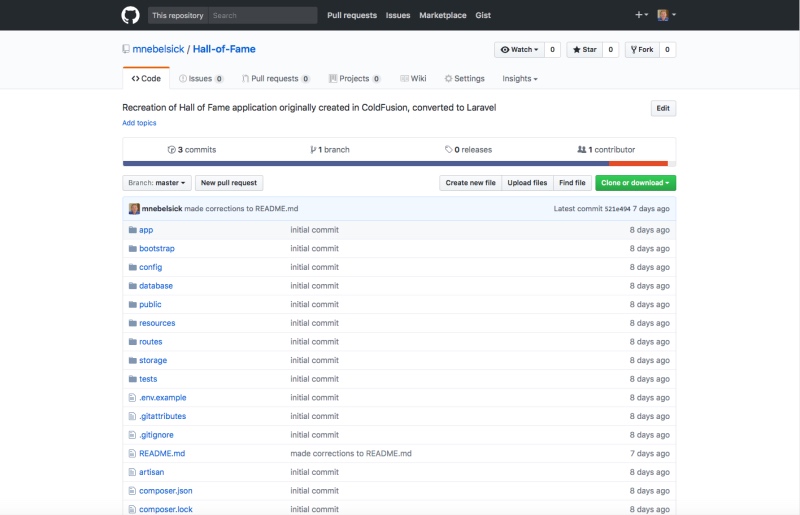 This repository Search Pull requests Issues Marketplace Gist
mnebelsick / Hall-of-Fame Watch 0 Star 0 Fork 0
Code Issues 0 Pull requests 0 Projects 0 Wiki Settings Insights
Recreation of Hall of Fame application originally created in ColdFusion, converted to Laravel Edit
Add topics
3 commits 1 branch 0 releases 1 contributor
Branch: master New pull request Create new file Upload files Find file Clone or download
mnebelsick made corrections to README.md Latest commit 521e494 7 days ago
app initial commit 8 days ago
bootstrap initial commit 8 days ago
config initial commit 8 days ago
database initial commit 8 days ago
public initial commit 8 days ago
resources initial commit 8 days ago
routes initial commit 8 days ago
storage initial commit 8 days ago
tests initial commit 8 days ago
.env.example initial commit 8 days ago
.gitattributes initial commit 8 days ago
.gitignore initial commit 8 days ago
README.md made corrections to README.md 7 days ago
artisan initial commit 8 days ago
composer.json initial commit 8 days ago
composer.lock initial commit 8 days ago